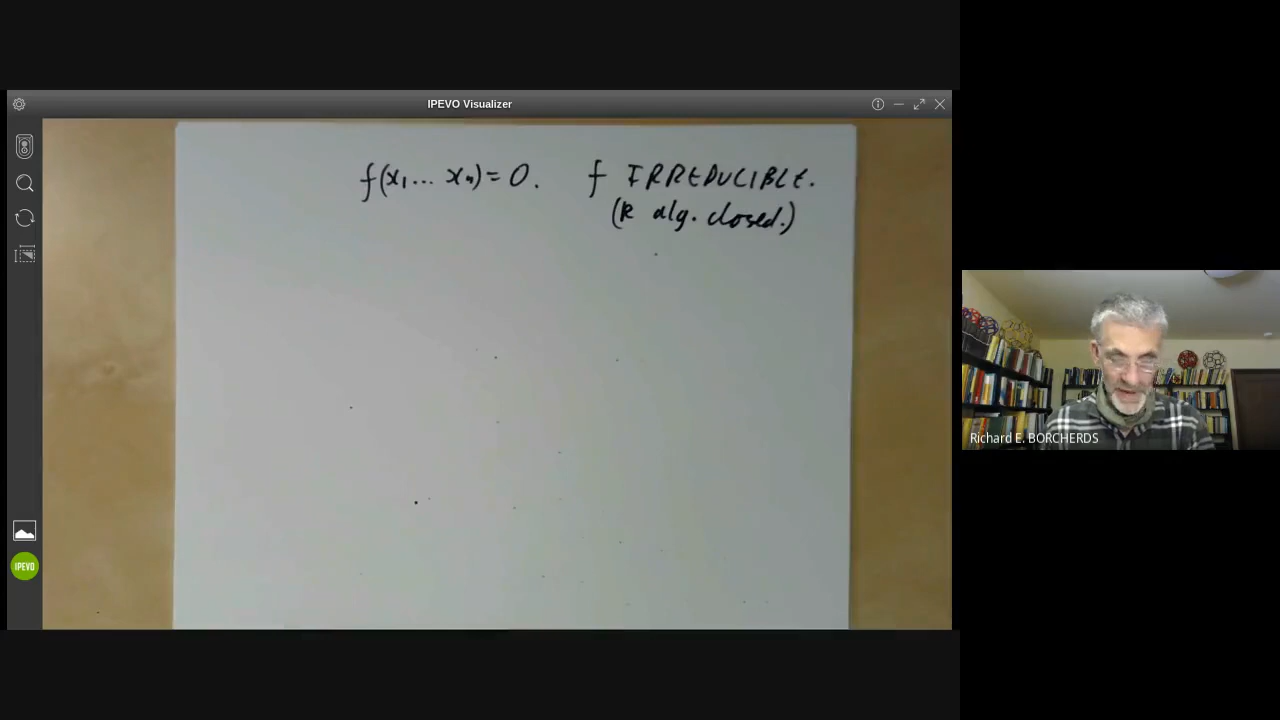 IPEVO Visualizer
f(x₁... xₙ)=0. f IRREDUCIBLE.
(k alg. closed.)
Richard E. BORCHERDS
IPEVO